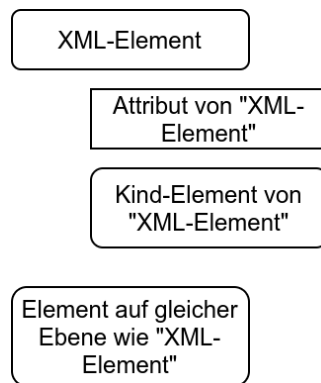 XML-Element
Attribut von "XML-
Element"
Kind-Element von
"XML-Element"
Element auf gleicher
Ebene wie "XML-
Element"